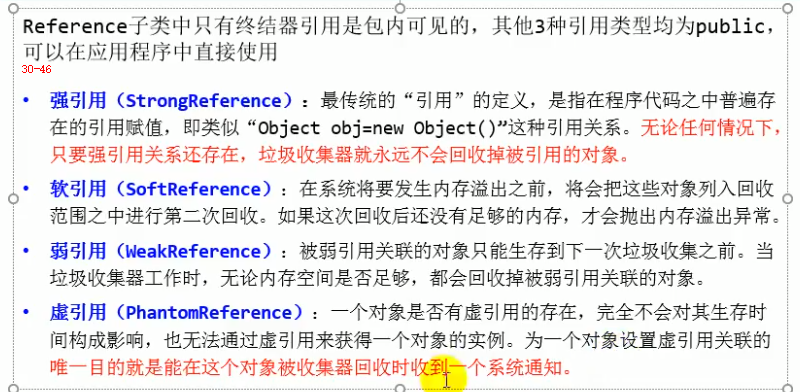 Reference子类中只有终结器引用是包内可见的，其他3种引用类型均为public，
可以在应用程序中直接使用
30-46
• 强引用（StrongReference）：最传统的“引用”的定义，是指在程序代码之中普遍存
在的引用赋值，即类似“Object obj=new Object()”这种引用关系。无论任何情况下，
只要强引用关系还存在，垃圾收集器就永远不会回收掉被引用的对象。
• 软引用（SoftReference）：在系统将要发生内存溢出之前，将会把这些对象列入回收
范围之中进行第二次回收。如果这次回收后还没有足够的内存，才会抛出内存溢出异常。
• 弱引用（WeakReference）：被弱引用关联的对象只能生存到下一次垃圾收集之前。当
垃圾收集器工作时，无论内存空间是否足够，都会回收掉被弱引用关联的对象。
• 虚引用（PhantomReference）：一个对象是否有虚引用的存在，完全不会对其生存时
间构成影响，也无法通过虚引用来获得一个对象的实例。为一个对象设置虚引用关联的
唯一目的就是能在这个对象被收集器回收时收到一个系统通知。